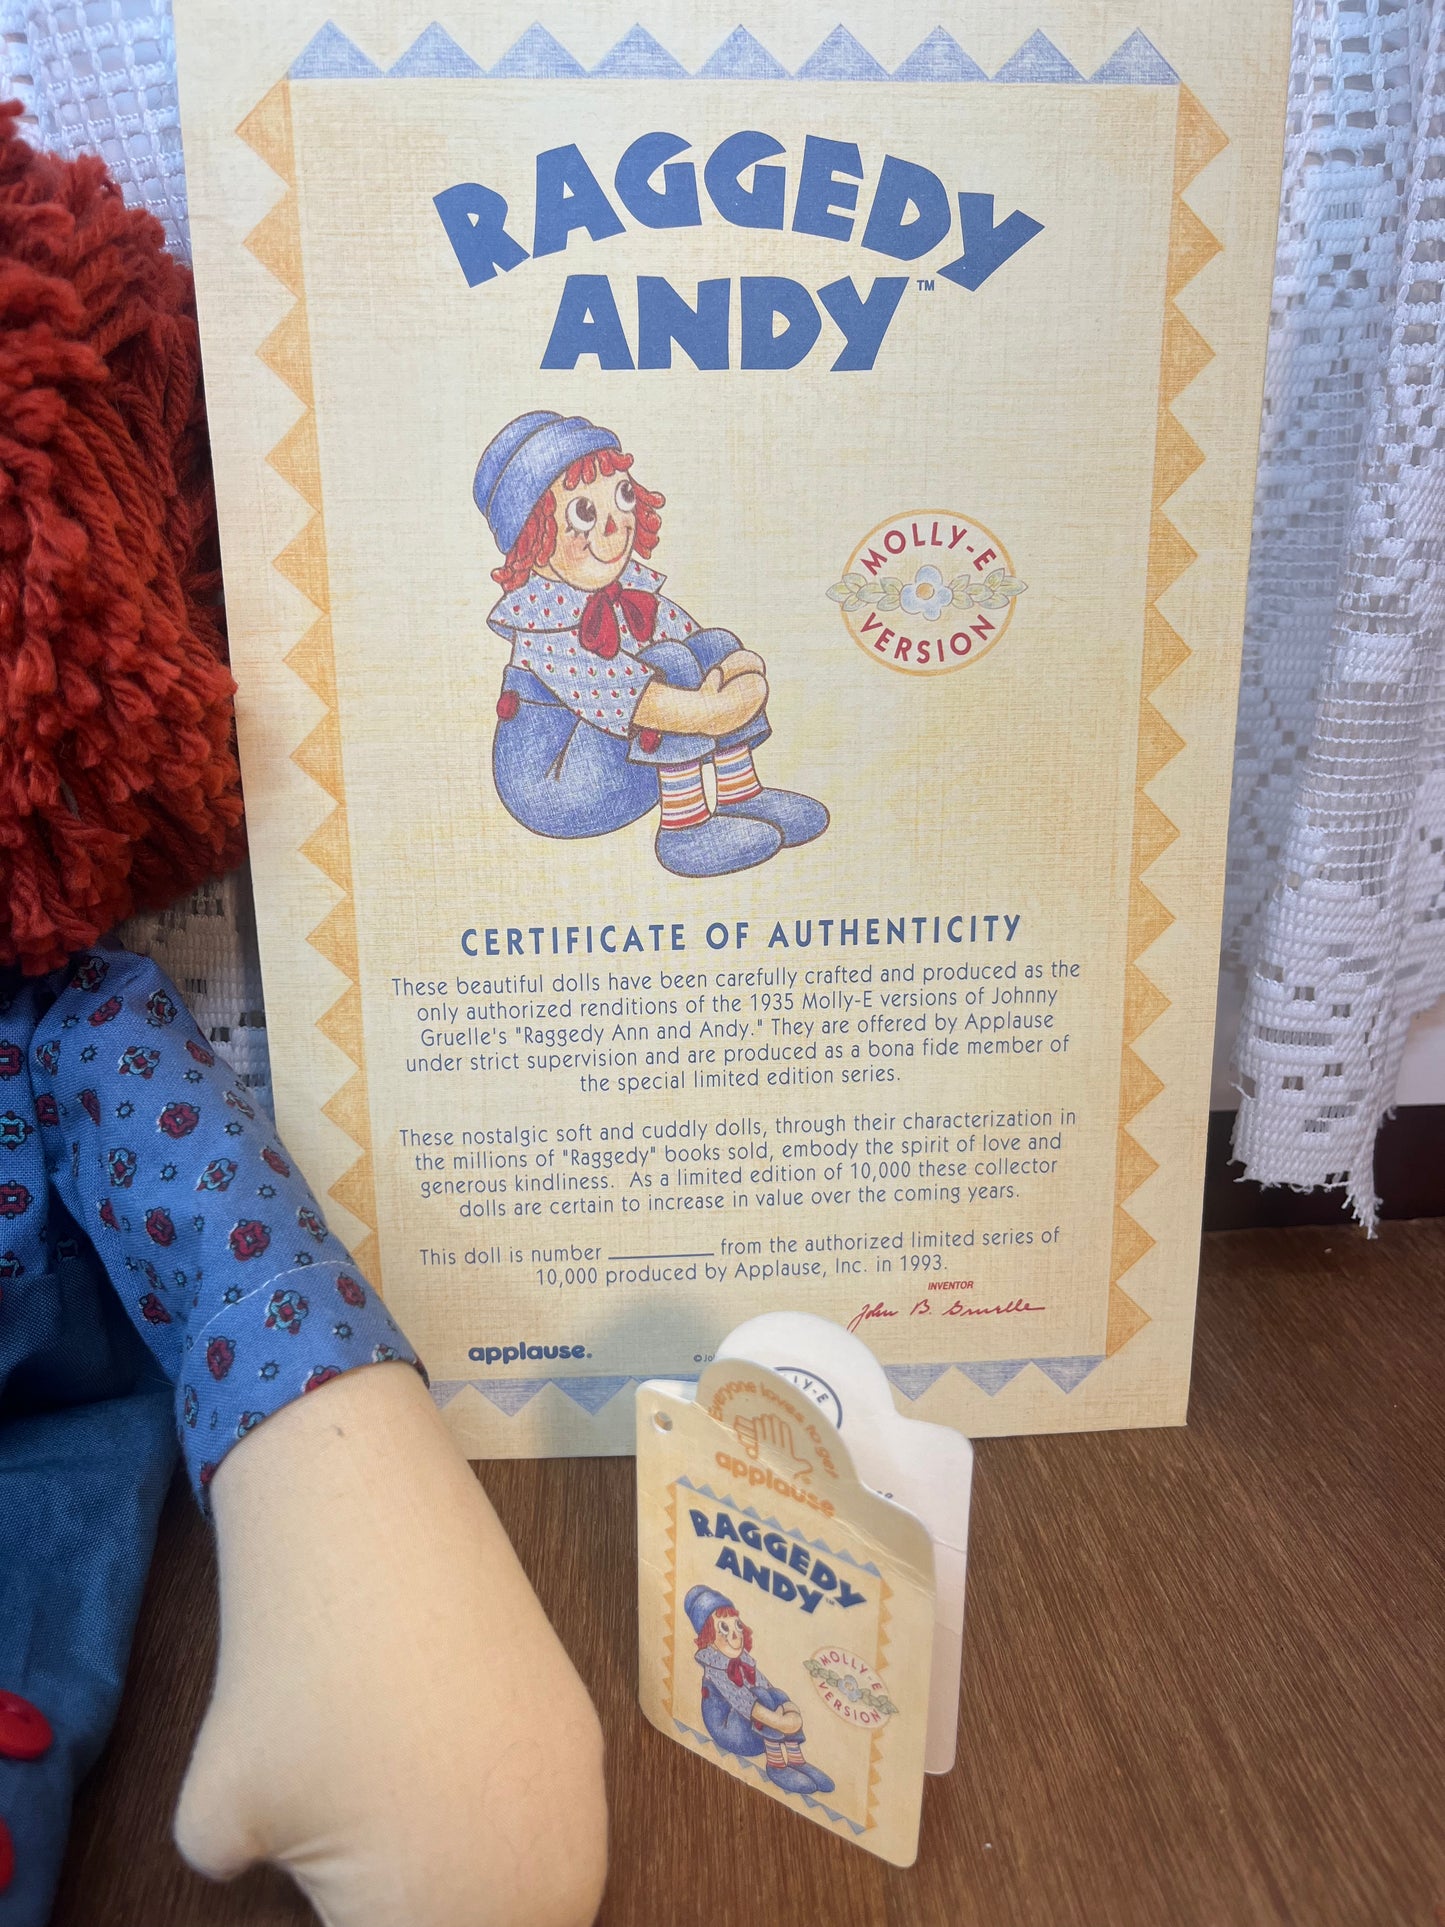 RAGGEDY
ANDY™
MOLLY-E
VERSION
CERTIFICATE OF AUTHENTICITY
These beautiful dolls have been carefully crafted and produced as the
only authorized renditions of the 1935 Molly-E versions of Johnny
Gruelle's "Raggedy Ann and Andy." They are offered by Applause
under strict supervision and are produced as a bona fide member of
the special limited edition series.
These nostalgic soft and cuddly dolls, through their characterization in
the millions of "Raggedy" books sold, embody the spirit of love and
generous kindliness. As a limited edition of 10,000 these collector
dolls are certain to increase in value over the coming years.
This doll is number ________ from the authorized limited series of
10,000 produced by Applause, Inc. in 1993.
INVENTOR
John B. Gruelle
applause.
©
LY-E
Everyone loves to get
applause
RAGGEDY
ANDY™
MOLLY-E
VERSION